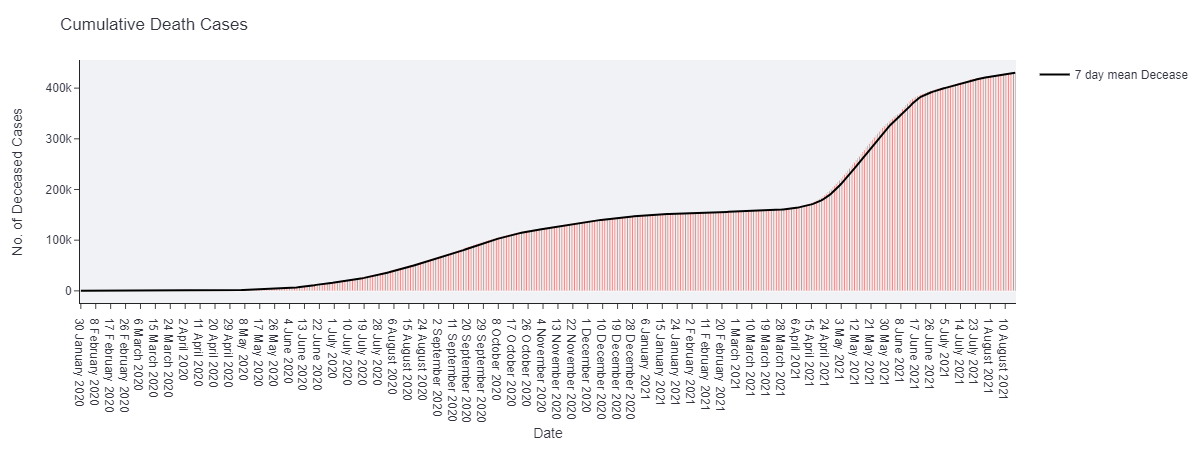 Cumulative Death Cases
7 day mean Decease
No. of Deceased Cases
400k
300k
200k
100k
0
30 January 2020
8 February 2020
17 February 2020
26 February 2020
6 March 2020
15 March 2020
24 March 2020
2 April 2020
11 April 2020
20 April 2020
29 April 2020
8 May 2020
17 May 2020
26 May 2020
4 June 2020
13 June 2020
22 June 2020
1 July 2020
10 July 2020
19 July 2020
28 July 2020
6 August 2020
15 August 2020
24 August 2020
2 September 2020
11 September 2020
20 September 2020
29 September 2020
8 October 2020
17 October 2020
26 October 2020
4 November 2020
13 November 2020
22 November 2020
1 December 2020
10 December 2020
19 December 2020
28 December 2020
6 January 2021
15 January 2021
24 January 2021
2 February 2021
11 February 2021
20 February 2021
1 March 2021
10 March 2021
19 March 2021
28 March 2021
6 April 2021
15 April 2021
24 April 2021
3 May 2021
12 May 2021
21 May 2021
30 May 2021
8 June 2021
17 June 2021
26 June 2021
5 July 2021
14 July 2021
23 July 2021
1 August 2021
10 August 2021
Date